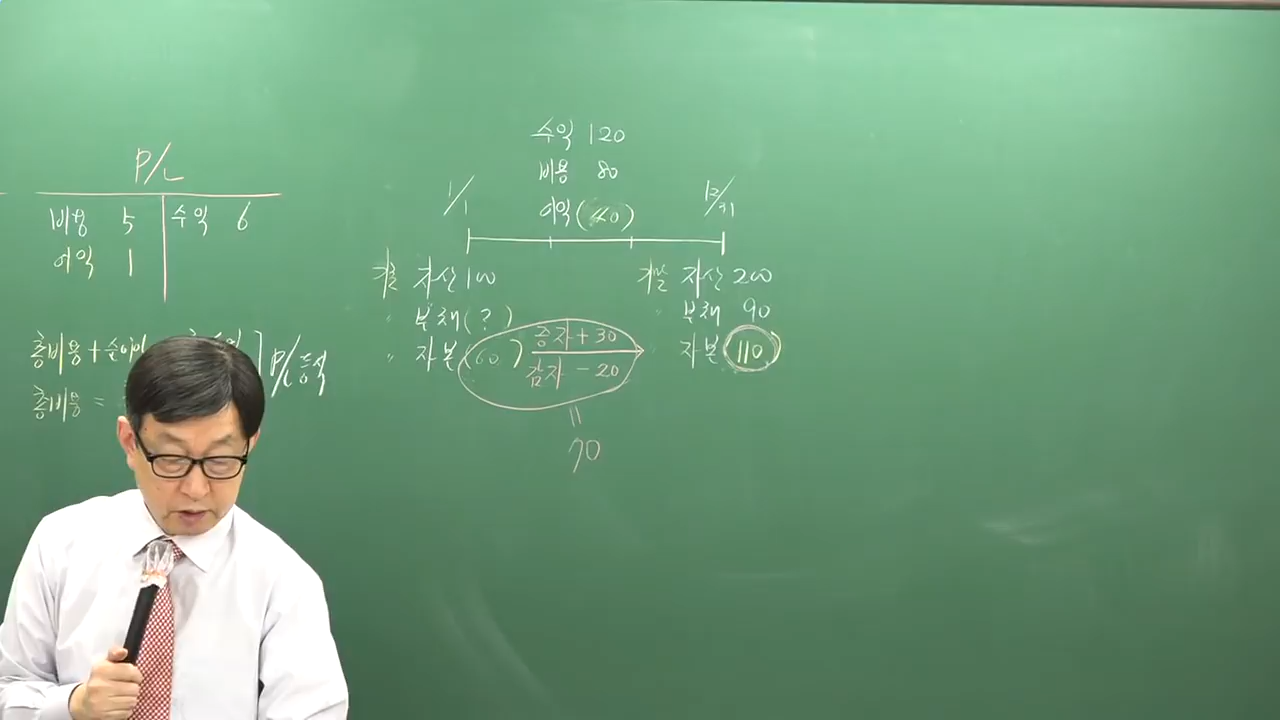 P/L
비용 5 수익 6
이익 1
총비용 + 순이익
총비용 =
P/L 등식
수익 120
비용 80
이익 (40)
1/1
12/31
기초 자산 100
" 부채 (?)
" 자본 (60)
증자 + 30
감자 - 20
=
70
기말 자산 200
" 부채 90
" 자본 (110)